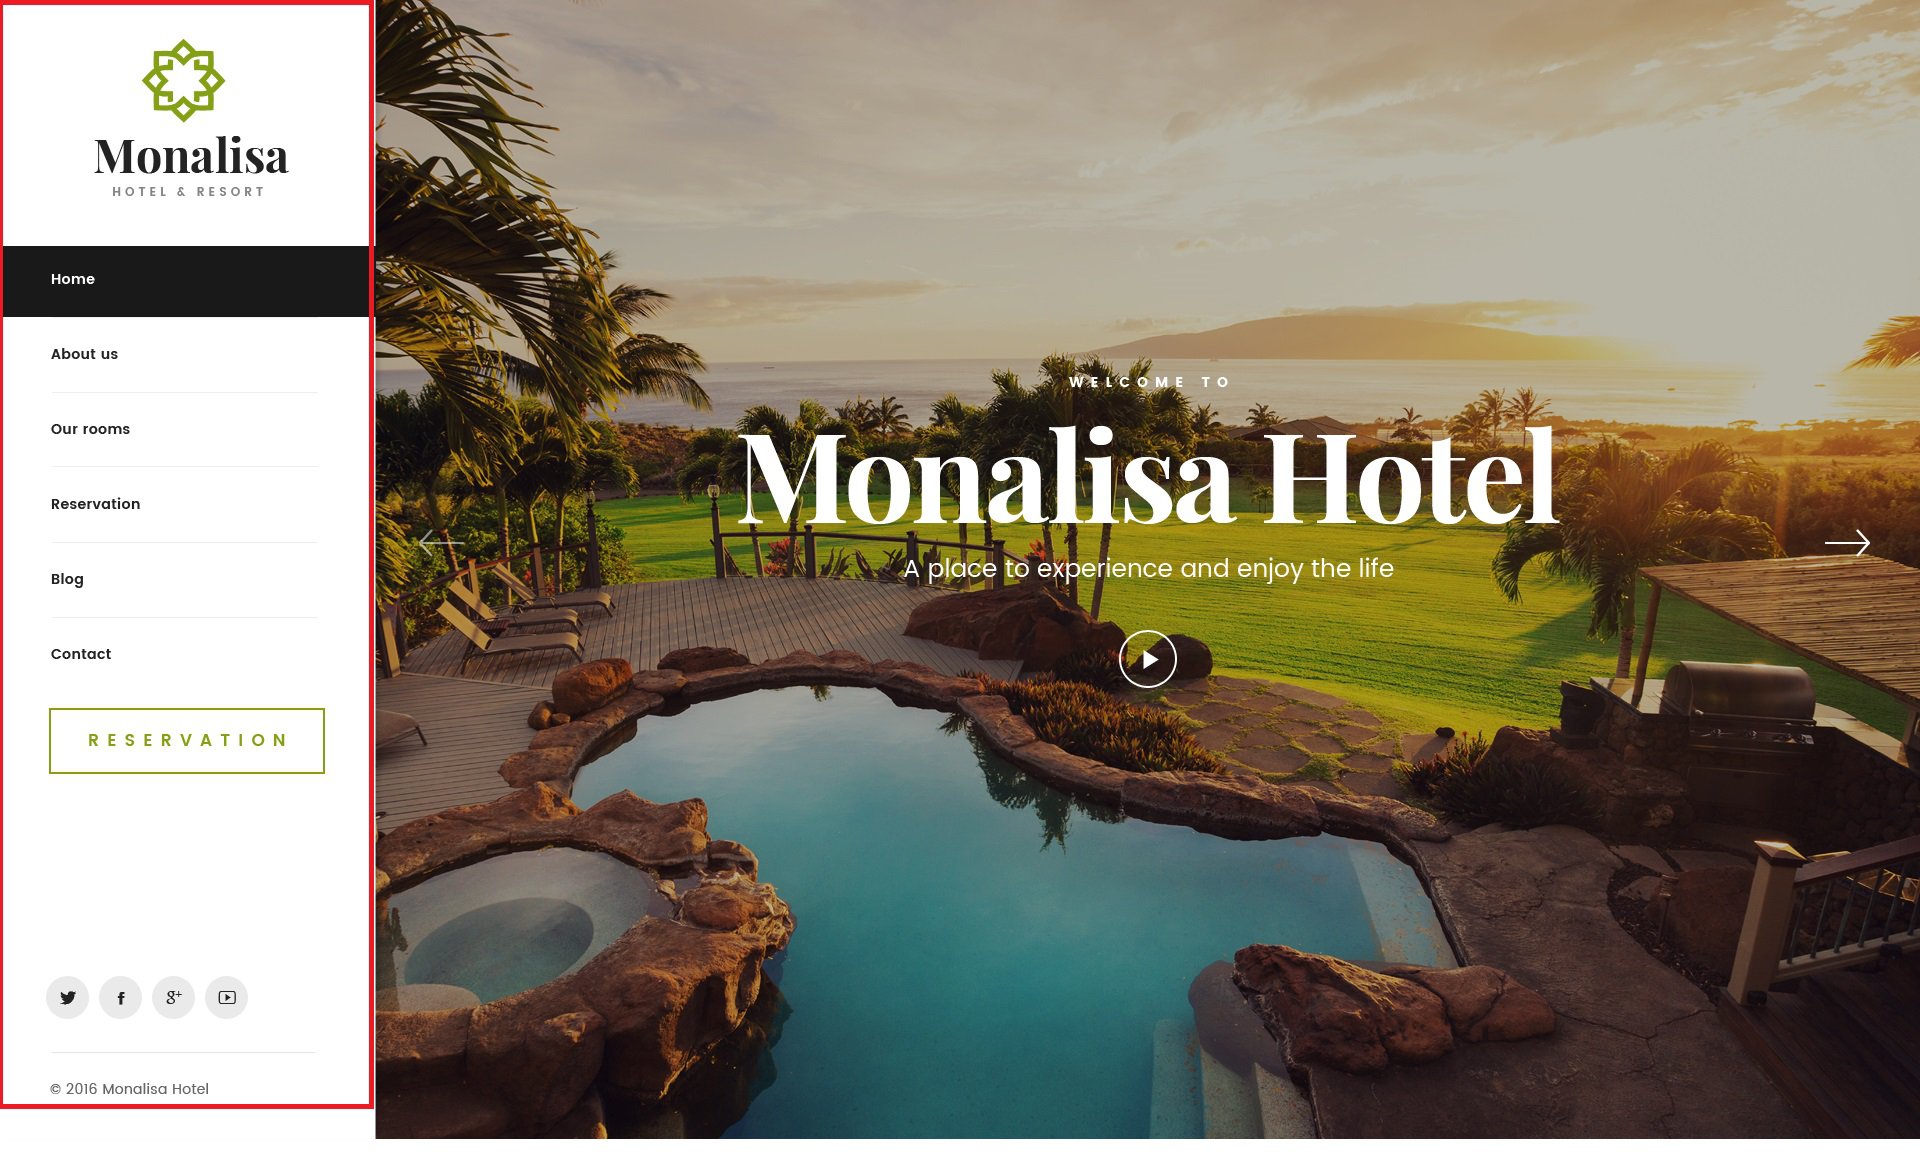 Monalisa
HOTEL & RESORT
Home
About us
Our rooms
Reservation
Blog
Contact
RESERVATION
© 2016 Monalisa Hotel
WELCOME TO
Monalisa Hotel
A place to experience and enjoy the life